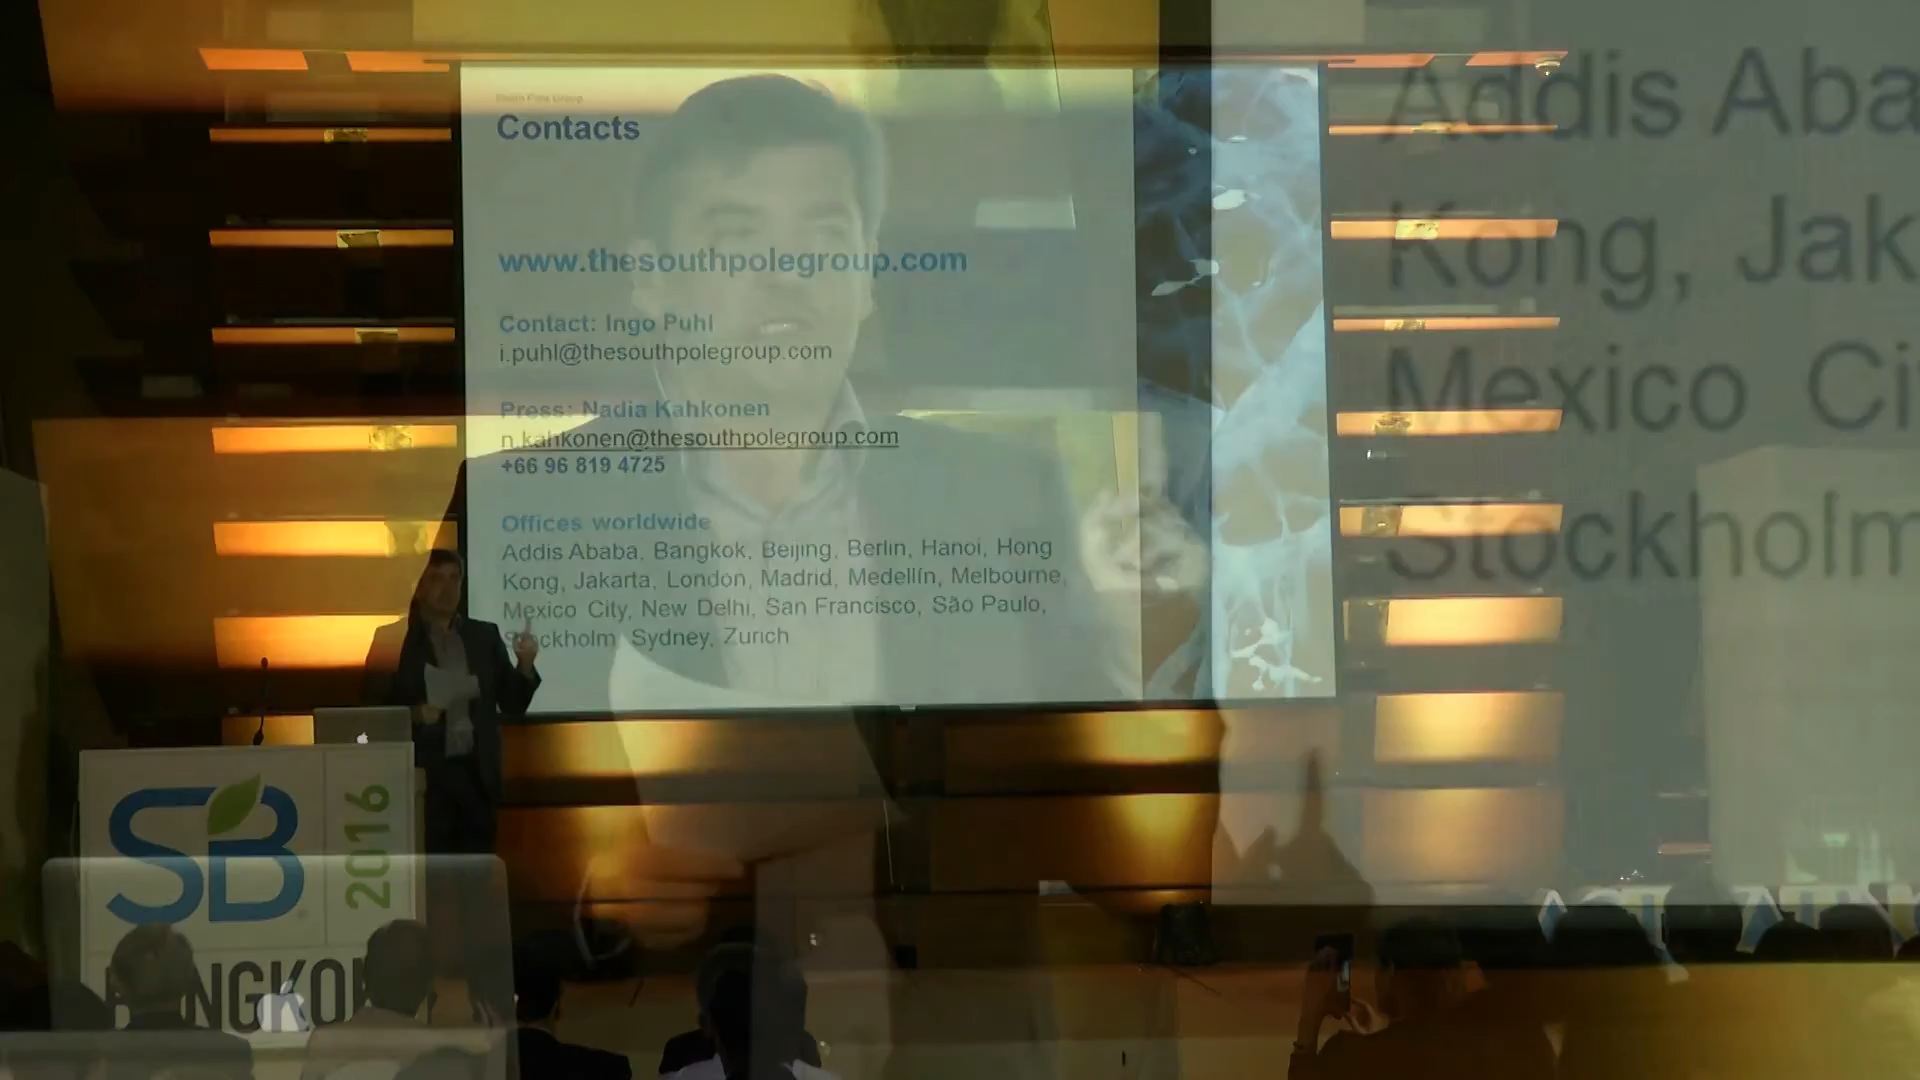 South Pole Group
Contacts
www.thesouthpolegroup.com
Contact: Ingo Puhl
i.puhl@thesouthpolegroup.com
Press: Nadia Kahkonen
n.kahkonen@thesouthpolegroup.com
+66 96 819 4725
Offices worldwide
Addis Ababa, Bangkok, Beijing, Berlin, Hanoi, Hong
Kong, Jakarta, London, Madrid, Medellín, Melbourne,
Mexico City, New Delhi, San Francisco, São Paulo,
Stockholm Sydney, Zurich
Addis Aba
Kong, Jak
Mexico Ci
Stockholm
SB
2016
BANGKOK